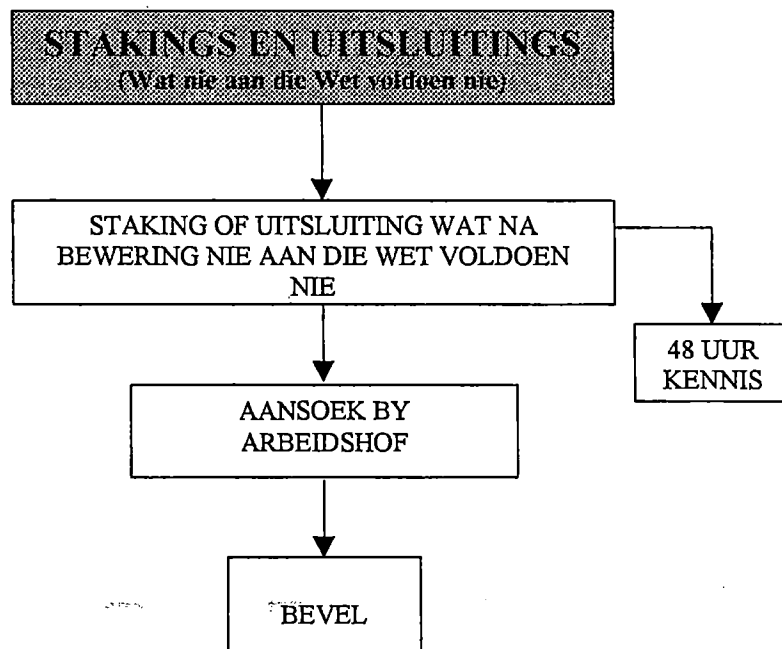 STAKINGS EN UITSLUITINGS
(Wat nie aan die Wet voldoen nie)
STAKING OF UITSLUITING WAT NA
BEWERING NIE AAN DIE WET VOLDOEN
NIE
48 UUR
KENNIS
AANSOEK BY
ARBEIDSHOF
BEVEL